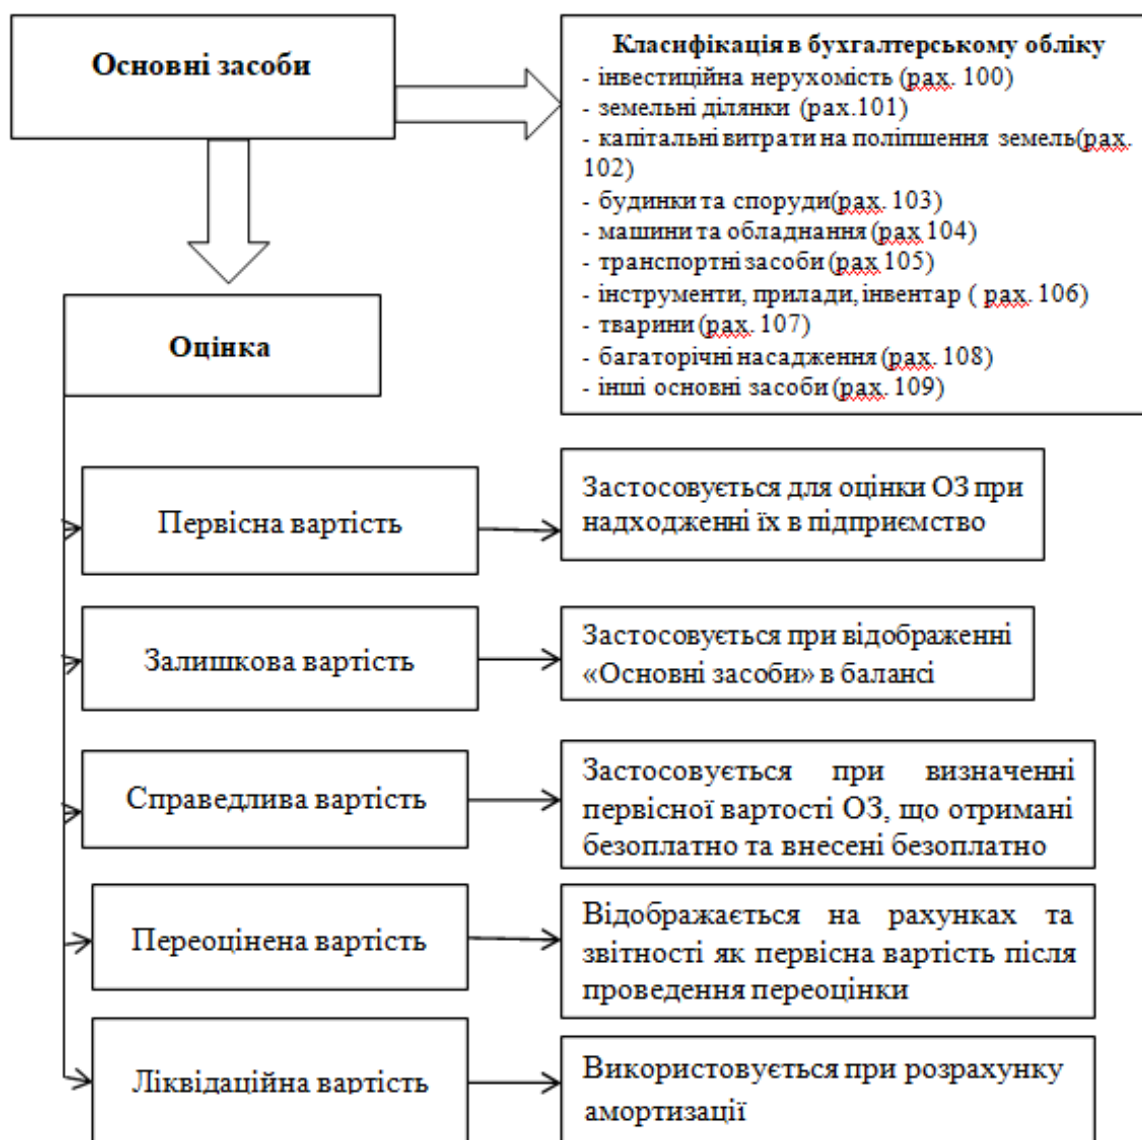 Основні засоби
Класифікація в бухгалтерському обліку
- інвестиційна нерухомість (рах. 100)
- земельні ділянки (рах.101)
- капітальні витрати на поліпшення земель(рах.
102)
- будинки та споруди(рах. 103)
- машини та обладнання (рах 104)
- транспортні засоби (рах 105)
- інструменти, прилади, інвентар ( рах. 106)
- тварини (рах. 107)
- багаторічні насадження (рах. 108)
- інші основні засоби (рах. 109)
Оцінка
Первісна вартість
Застосовується для оцінки ОЗ при
надходженні їх в підприємство
Залишкова вартість
Застосовується при відображенні
«Основні засоби» в балансі
Справедлива вартість
Застосовується при визначенні
первісної вартості ОЗ, що отримані
безоплатно та внесені безоплатно
Переоцінена вартість
Відображається на рахунках та
звітності як первісна вартість після
проведення переоцінки
Ліквідаційна вартість
Використовується при розрахунку
амортизації